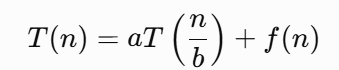 T(n) = aT(n/b) + f(n)